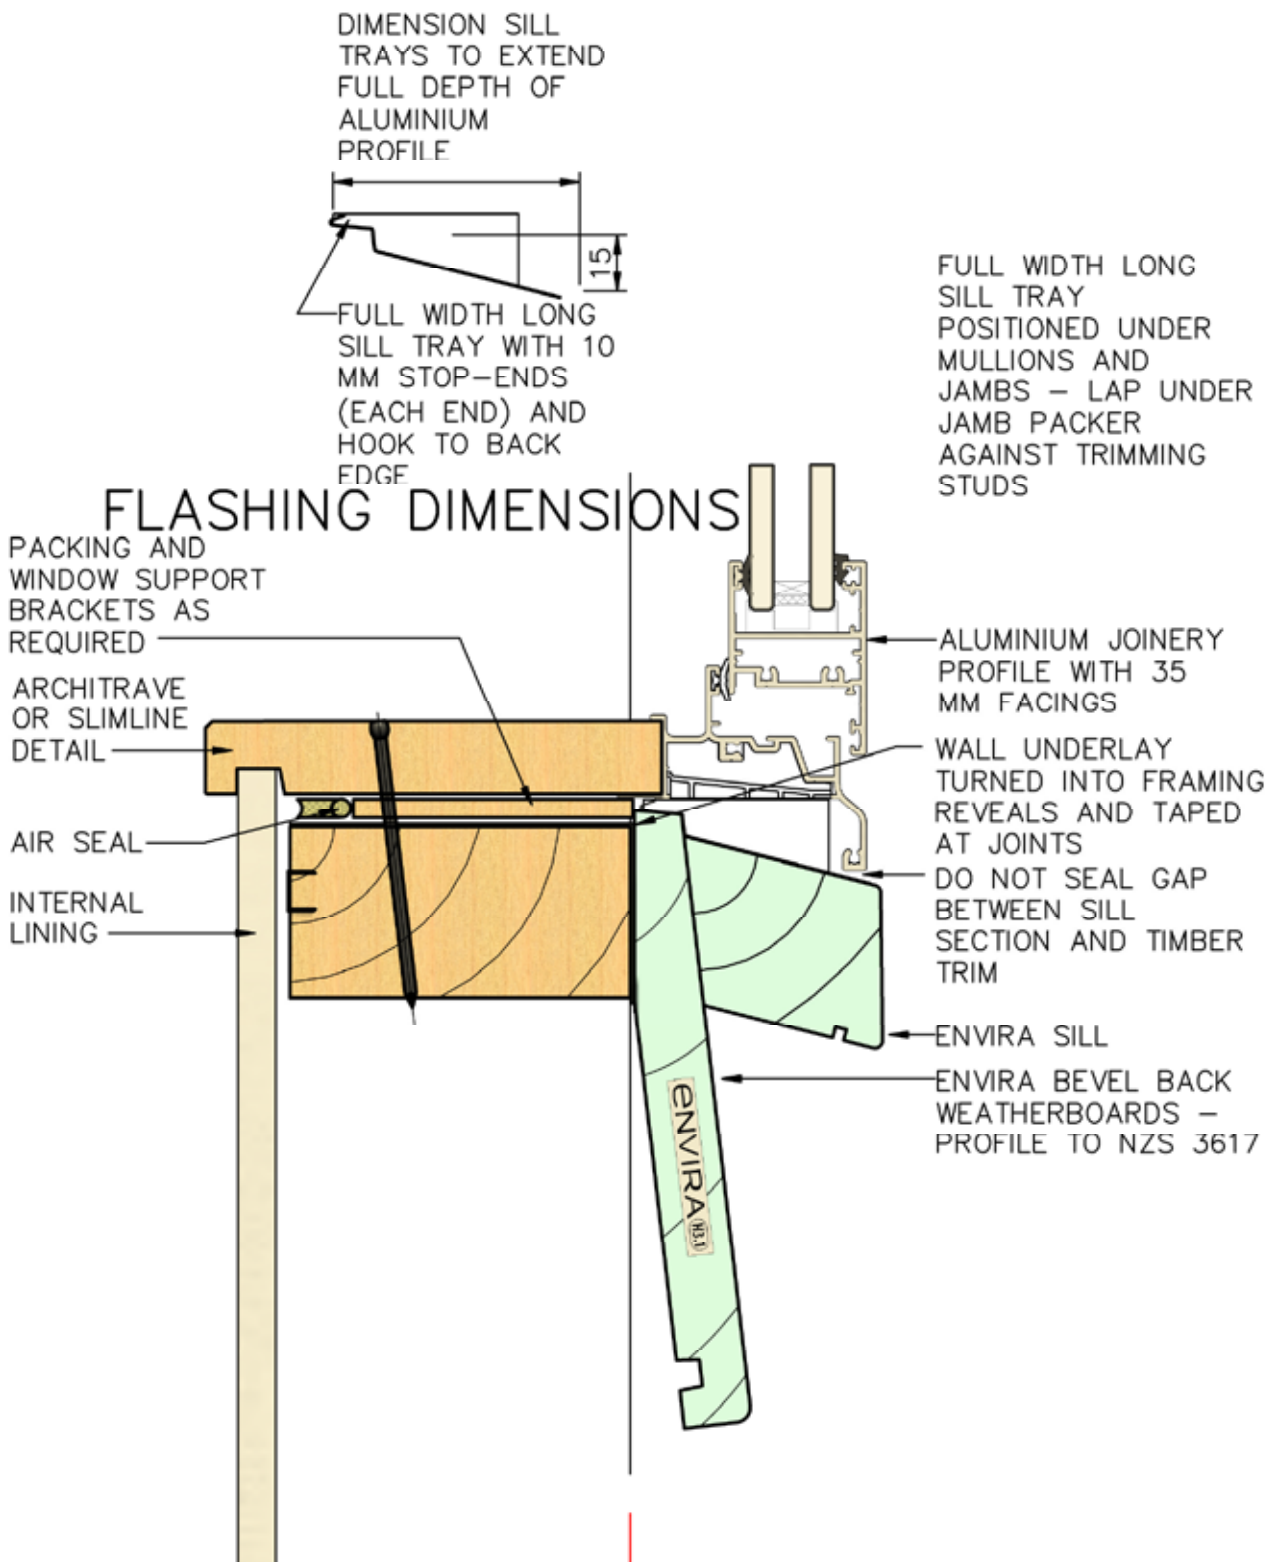 DIMENSION SILL
TRAYS TO EXTEND
FULL DEPTH OF
ALUMINIUM
PROFILE
15
FULL WIDTH LONG
SILL TRAY WITH 10
MM STOP-ENDS
(EACH END) AND
HOOK TO BACK
EDGE
FULL WIDTH LONG
SILL TRAY
POSITIONED UNDER
MULLIONS AND
JAMBS - LAP UNDER
JAMB PACKER
AGAINST TRIMMING
STUDS
FLASHING DIMENSIONS
PACKING AND
WINDOW SUPPORT
BRACKETS AS
REQUIRED
ARCHITRAVE
OR SLIMLINE
DETAIL
AIR SEAL
INTERNAL
LINING
ALUMINIUM JOINERY
PROFILE WITH 35
MM FACINGS
WALL UNDERLAY
TURNED INTO FRAMING
REVEALS AND TAPED
AT JOINTS
DO NOT SEAL GAP
BETWEEN SILL
SECTION AND TIMBER
TRIM
ENVIRA SILL
ENVIRA BEVEL BACK
WEATHERBOARDS -
PROFILE TO NZS 3617
eNVIRA H3.1